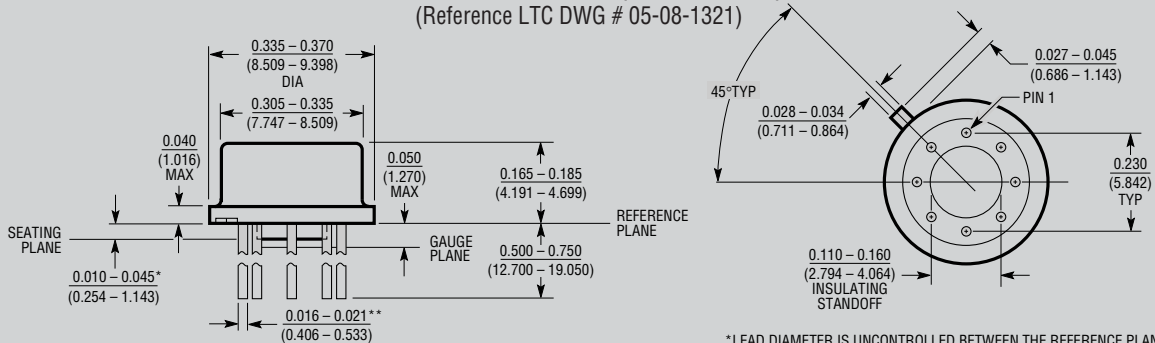 (Reference LTC DWG # 05-08-1321)
0.335 – 0.370
(8.509 – 9.398)
DIA
0.305 – 0.335
(7.747 – 8.509)
0.040
(1.016)
MAX
0.050
(1.270)
MAX
0.165 – 0.185
(4.191 – 4.699)
REFERENCE
PLANE
SEATING
PLANE
GAUGE
PLANE
0.500 – 0.750
(12.700 – 19.050)
0.010 – 0.045*
(0.254 – 1.143)
0.016 – 0.021**
(0.406 – 0.533)
45°TYP
0.028 – 0.034
(0.711 – 0.864)
0.027 – 0.045
(0.686 – 1.143)
PIN 1
0.230
(5.842)
TYP
0.110 – 0.160
(2.794 – 4.064)
INSULATING
STANDOFF
*LEAD DIAMETER IS UNCONTROLLED BETWEEN THE REFERENCE PLAN